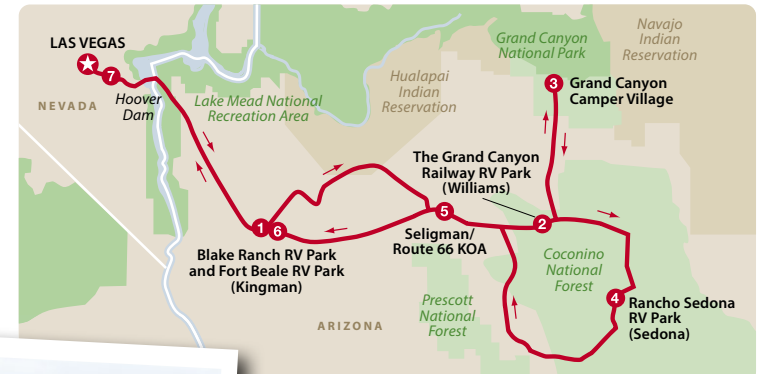 LAS VEGAS
7
NEVADA
Hoover
Dam
Lake Mead National
Recreation Area
Hualapai
Indian
Reservation
Grand Canyon
National Park
Navajo
Indian
Reservation
3
Grand Canyon
Camper Village
The Grand Canyon
Railway RV Park
(Williams)
1
6
Blake Ranch RV Park
and Fort Beale RV Park
(Kingman)
5
Seligman/
Route 66 KOA
2
Coconino
National
Forest
Prescott
National
Forest
4
Rancho Sedona
RV Park
(Sedona)
ARIZONA